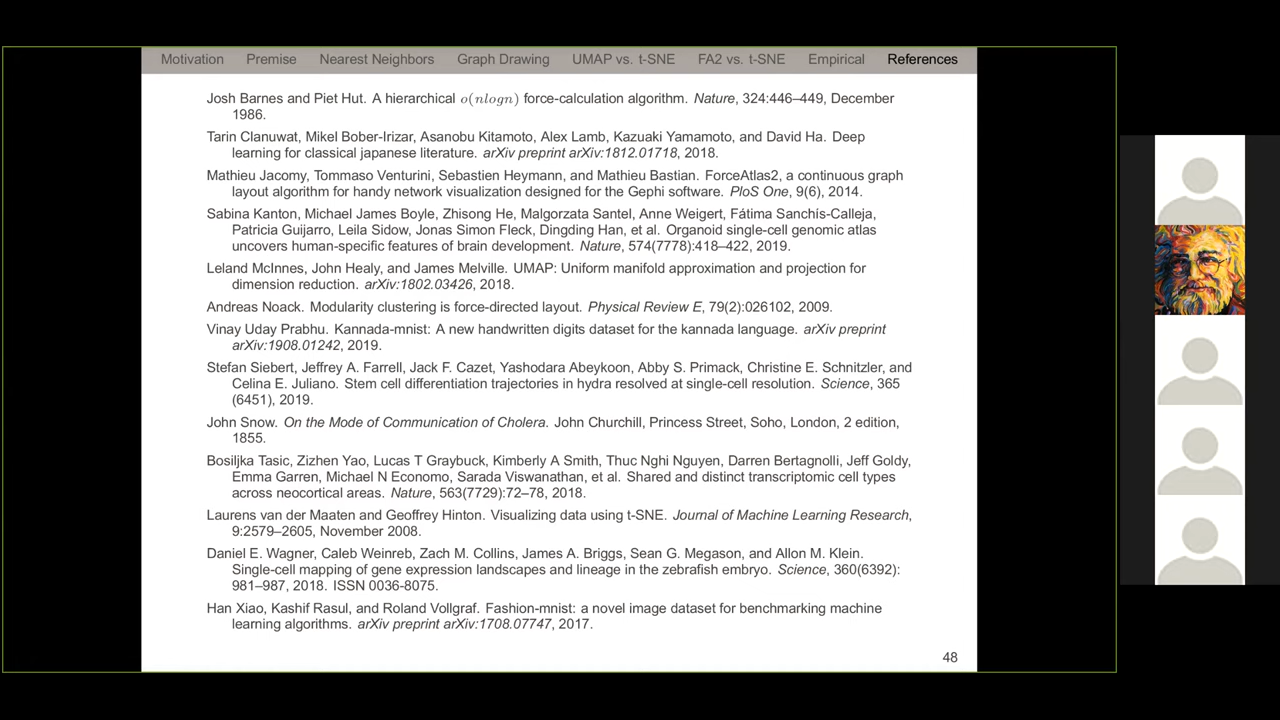 Motivation Premise Nearest Neighbors Graph Drawing UMAP vs. t-SNE FA2 vs. t-SNE Empirical References
Josh Barnes and Piet Hut. A hierarchical o(nlogn) force-calculation algorithm. Nature, 324:446–449, December
1986.
Tarin Clanuwat, Mikel Bober-Irizar, Asanobu Kitamoto, Alex Lamb, Kazuaki Yamamoto, and David Ha. Deep
learning for classical japanese literature. arXiv preprint arXiv:1812.01718, 2018.
Mathieu Jacomy, Tommaso Venturini, Sebastien Heymann, and Mathieu Bastian. ForceAtlas2, a continuous graph
layout algorithm for handy network visualization designed for the Gephi software. PloS One, 9(6), 2014.
Sabina Kanton, Michael James Boyle, Zhisong He, Malgorzata Santel, Anne Weigert, Fátima Sanchís-Calleja,
Patricia Guijarro, Leila Sidow, Jonas Simon Fleck, Dingding Han, et al. Organoid single-cell genomic atlas
uncovers human-specific features of brain development. Nature, 574(7778):418–422, 2019.
Leland McInnes, John Healy, and James Melville. UMAP: Uniform manifold approximation and projection for
dimension reduction. arXiv:1802.03426, 2018.
Andreas Noack. Modularity clustering is force-directed layout. Physical Review E, 79(2):026102, 2009.
Vinay Uday Prabhu. Kannada-mnist: A new handwritten digits dataset for the kannada language. arXiv preprint
arXiv:1908.01242, 2019.
Stefan Siebert, Jeffrey A. Farrell, Jack F. Cazet, Yashodara Abeykoon, Abby S. Primack, Christine E. Schnitzler, and
Celina E. Juliano. Stem cell differentiation trajectories in hydra resolved at single-cell resolution. Science, 365
(6451), 2019.
John Snow. On the Mode of Communication of Cholera. John Churchill, Princess Street, Soho, London, 2 edition,
1855.
Bosiljka Tasic, Zizhen Yao, Lucas T Graybuck, Kimberly A Smith, Thuc Nghi Nguyen, Darren Bertagnolli, Jeff Goldy,
Emma Garren, Michael N Economo, Sarada Viswanathan, et al. Shared and distinct transcriptomic cell types
across neocortical areas. Nature, 563(7729):72–78, 2018.
Laurens van der Maaten and Geoffrey Hinton. Visualizing data using t-SNE. Journal of Machine Learning Research,
9:2579–2605, November 2008.
Daniel E. Wagner, Caleb Weinreb, Zach M. Collins, James A. Briggs, Sean G. Megason, and Allon M. Klein.
Single-cell mapping of gene expression landscapes and lineage in the zebrafish embryo. Science, 360(6392):
981–987, 2018. ISSN 0036-8075.
Han Xiao, Kashif Rasul, and Roland Vollgraf. Fashion-mnist: a novel image dataset for benchmarking machine
learning algorithms. arXiv preprint arXiv:1708.07747, 2017.
48